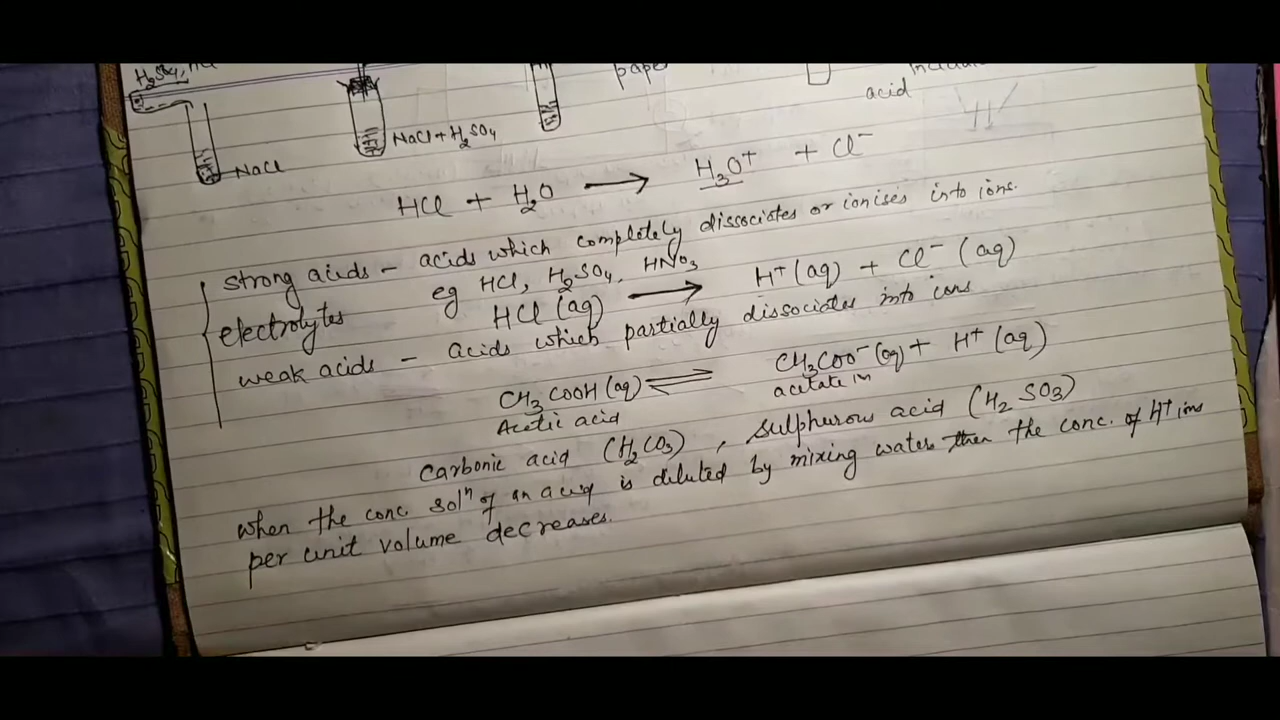 H₂SO₄,
paper
acid
NaCl
NaCl + H₂SO₄
HCl + H₂O → H₃O⁺ + Cl⁻
strong acids – acids which completely dissociates or ionises into ions.
electrolytes eg HCl, H₂SO₄, HNO₃
HCl (aq) → H⁺(aq) + Cl⁻ (aq)
weak acids – acids which partially dissociates into ions
CH₃COOH (aq) ⇌ CH₃COO⁻(aq) + H⁺(aq)
Acetic acid acetate
Carbonic acid (H₂CO₃) , Sulphurous acid (H₂SO₃)
when the conc. solⁿ of an acid is diluted by mixing water then the conc. of H⁺ ions
per unit volume decreases.